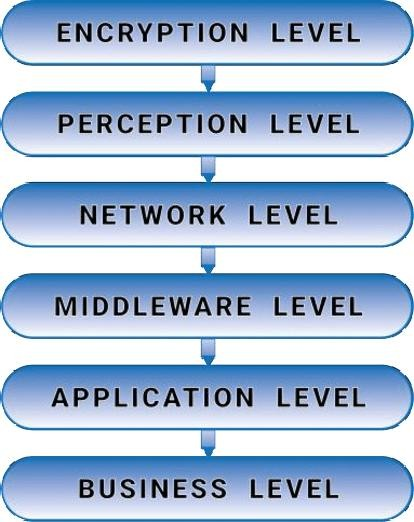 ENCRYPTION LEVEL
PERCEPTION LEVEL
NETWORK LEVEL
MIDDLEWARE LEVEL
APPLICATION LEVEL
BUSINESS LEVEL